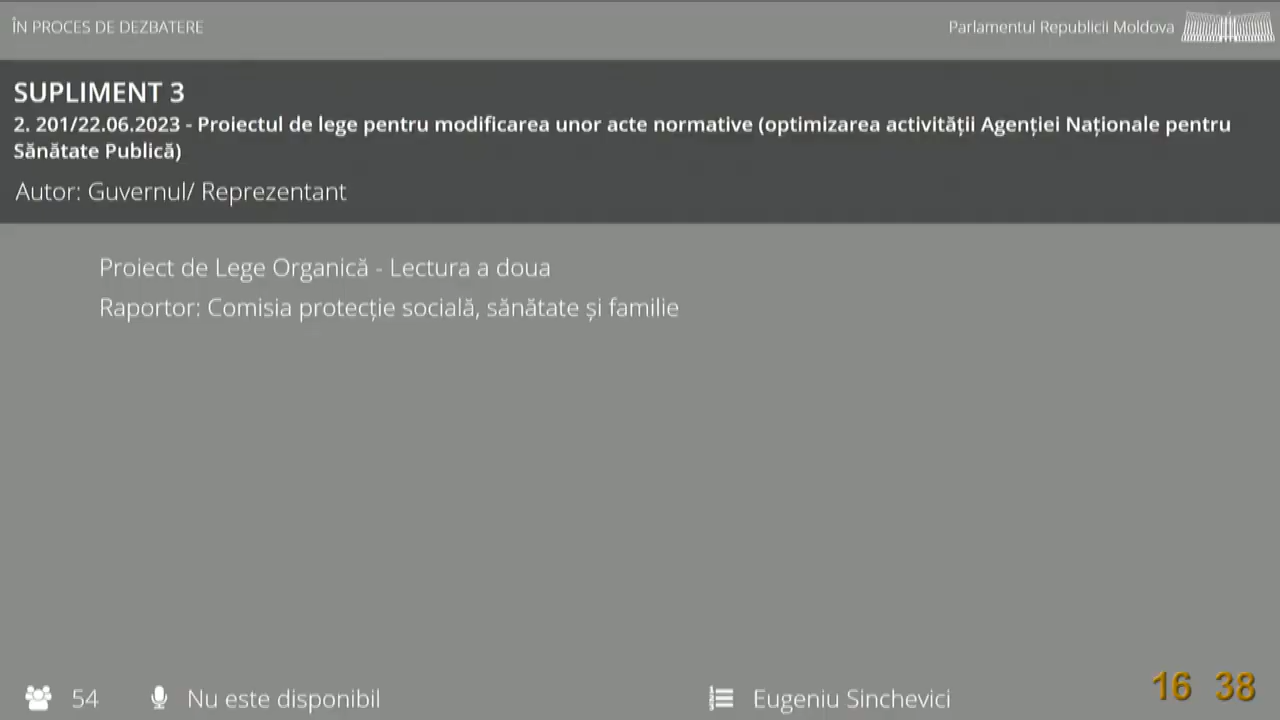 ÎN PROCES DE DEZBATERE
Parlamentul Republicii Moldova
SUPLIMENT 3
2. 201/22.06.2023 - Proiectul de lege pentru modificarea unor acte normative (optimizarea activității Agenției Naționale pentru
Sănătate Publică)
Autor: Guvernul/ Reprezentant
Proiect de Lege Organică - Lectura a doua
Raportor: Comisia protecție socială, sănătate și familie
54
Nu este disponibil
Eugeniu Sinchevici
16 38